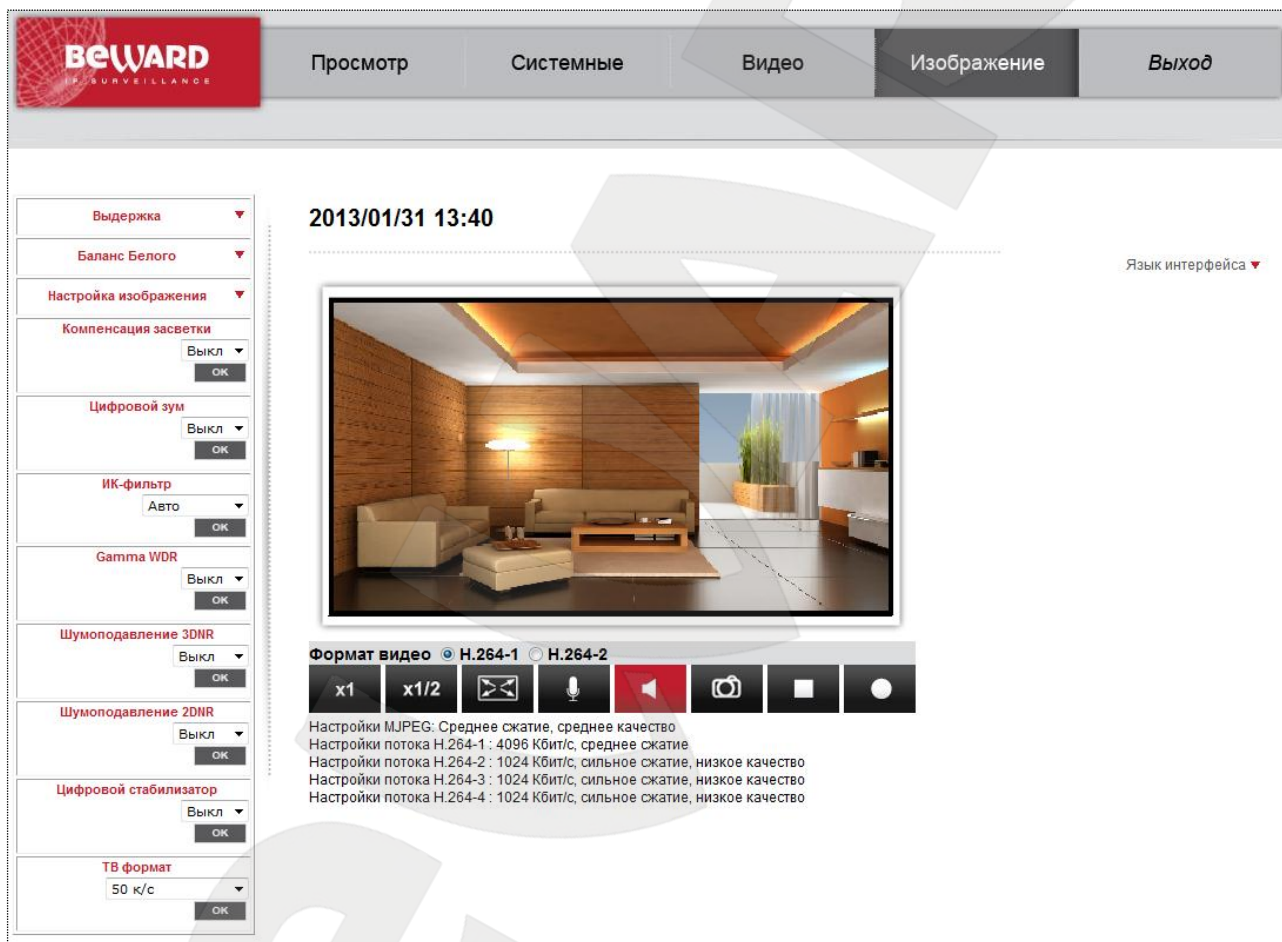 BEWARD
IP SURVEILLANCE
Просмотр
Системные
Видео
Изображение
Выход
Выдержка
Баланс Белого
Настройка изображения
Компенсация засветки
Выкл
OK
Цифровой зум
Выкл
OK
ИК-фильтр
Авто
OK
Gamma WDR
Выкл
OK
Шумоподавление 3DNR
Выкл
OK
Шумоподавление 2DNR
Выкл
OK
Цифровой стабилизатор
Выкл
OK
ТВ формат
50 к/с
OK
2013/01/31 13:40
Язык интерфейса
Формат видео H.264-1 H.264-2
x1
x1/2
Настройки MJPEG: Среднее сжатие, среднее качество
Настройки потока H.264-1 : 4096 Кбит/с, среднее сжатие
Настройки потока H.264-2 : 1024 Кбит/с, сильное сжатие, низкое качество
Настройки потока H.264-3 : 1024 Кбит/с, сильное сжатие, низкое качество
Настройки потока H.264-4 : 1024 Кбит/с, сильное сжатие, низкое качество